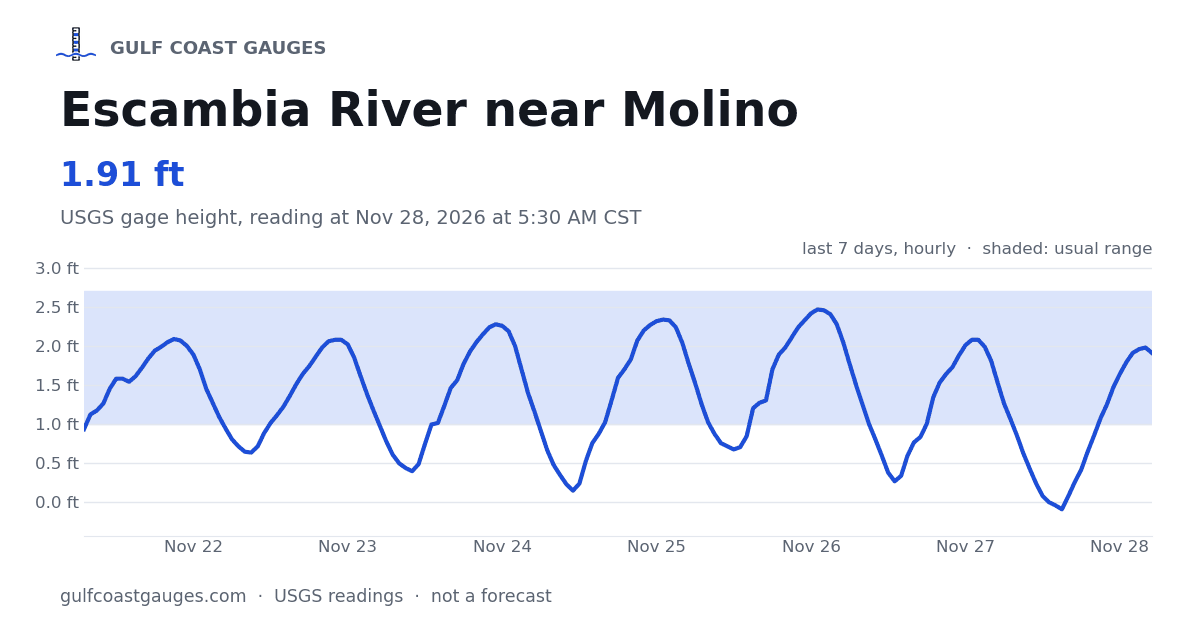 GULF COAST GAUGES
Escambia River near Molino
1.91 ft
USGS gage height, reading at Nov 28, 2026 at 5:30 AM CST
last 7 days, hourly · shaded: usual range
3.0 ft
2.5 ft
2.0 ft
1.5 ft
1.0 ft
0.5 ft
0.0 ft
Nov 22 Nov 23 Nov 24 Nov 25 Nov 26 Nov 27 Nov 28
gulfcoastgauges.com · USGS readings · not a forecast